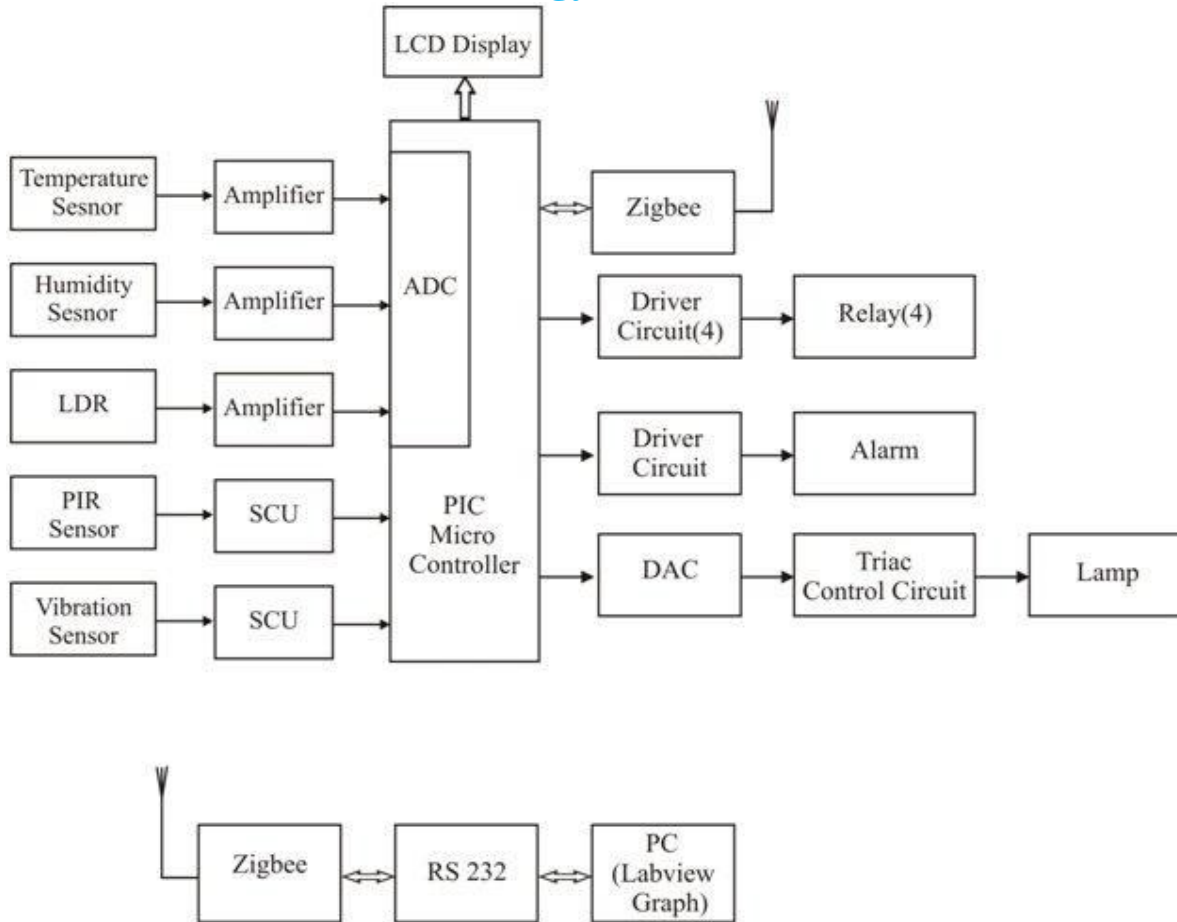 LCD Display
Temperature
Sesnor
Amplifier
Zigbee
Humidity
Sesnor
Amplifier
ADC
Driver
Circuit(4)
Relay(4)
LDR
Amplifier
Driver
Circuit
Alarm
PIR
Sensor
SCU
PIC
Micro
Controller
DAC
Triac
Control Circuit
Lamp
Vibration
Sensor
SCU
Zigbee
RS 232
PC
(Labview
Graph)